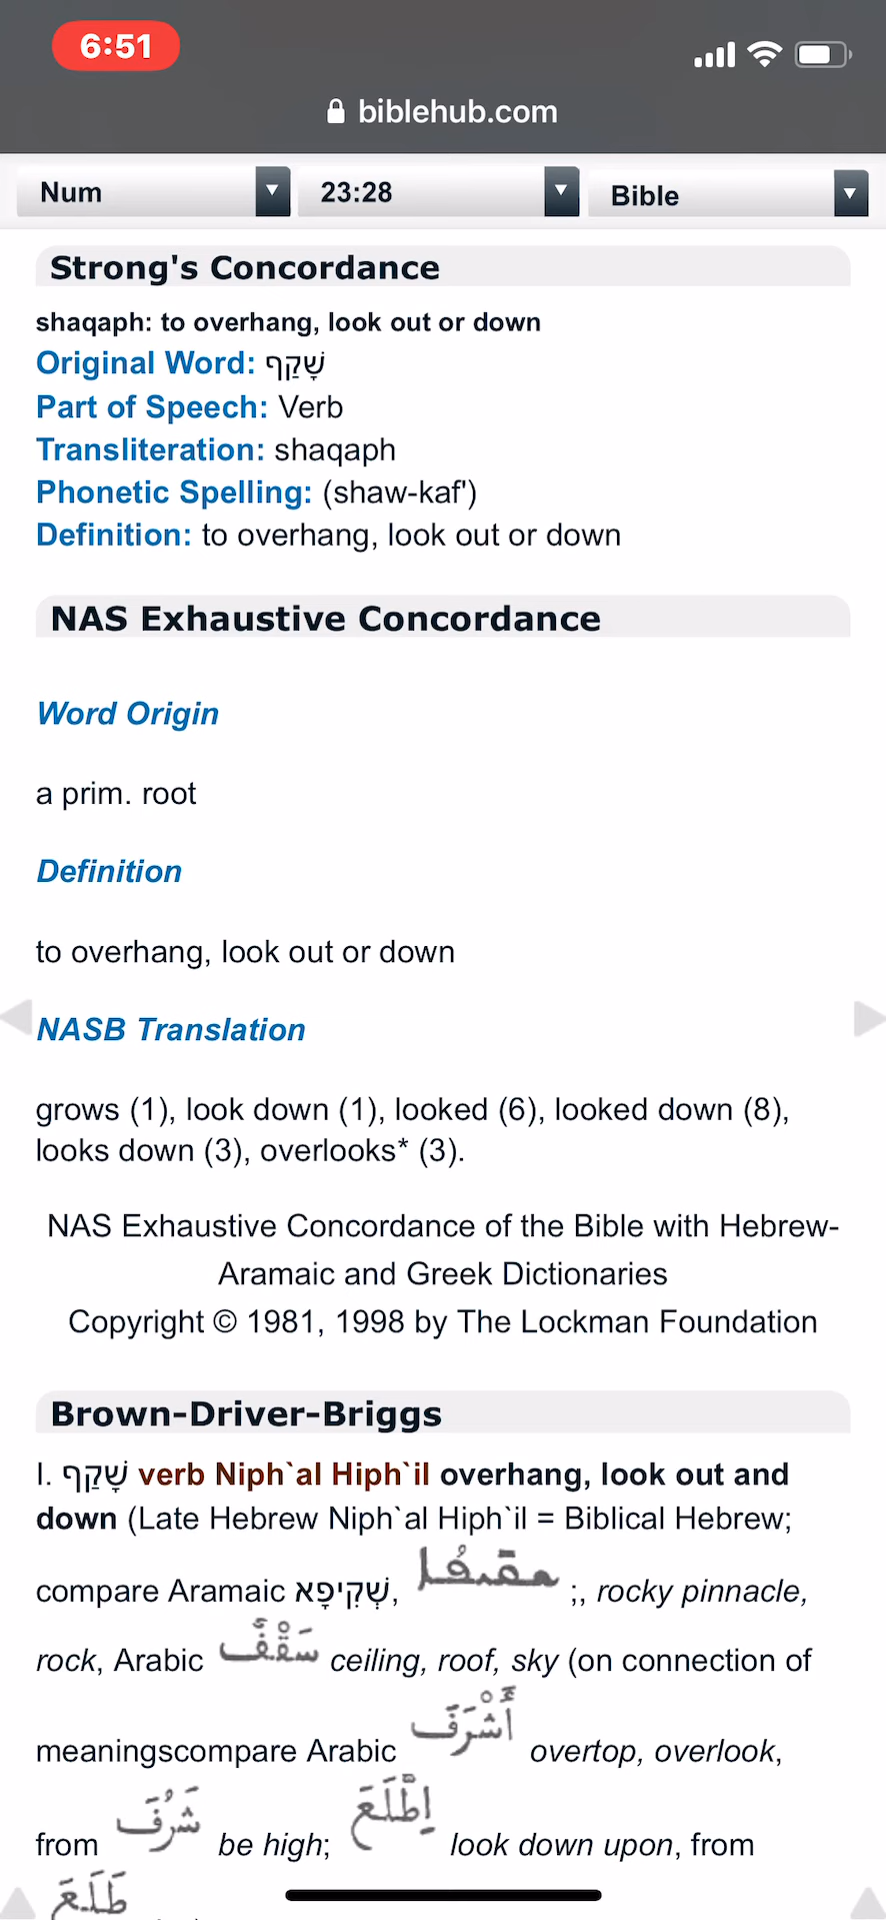 6:51
biblehub.com
Num 23:28 Bible
Strong's Concordance
shaqaph: to overhang, look out or down
Original Word: שָׁקַף
Part of Speech: Verb
Transliteration: shaqaph
Phonetic Spelling: (shaw-kaf')
Definition: to overhang, look out or down
NAS Exhaustive Concordance
Word Origin
a prim. root
Definition
to overhang, look out or down
NASB Translation
grows (1), look down (1), looked (6), looked down (8),
looks down (3), overlooks* (3).
NAS Exhaustive Concordance of the Bible with Hebrew-
Aramaic and Greek Dictionaries
Copyright © 1981, 1998 by The Lockman Foundation
Brown-Driver-Briggs
I. שָׁקַף verb Niph`al Hiph`il overhang, look out and
down (Late Hebrew Niph`al Hiph`il = Biblical Hebrew;
compare Aramaic שְׁקִיפָא, ;, rocky pinnacle,
rock, Arabic سَقْفٌ ceiling, roof, sky (on connection of
meaningscompare Arabic أَشْرَفَ overtop, overlook,
from شَرُفَ be high; اِطَّلَعَ look down upon, from
طَلَعَ